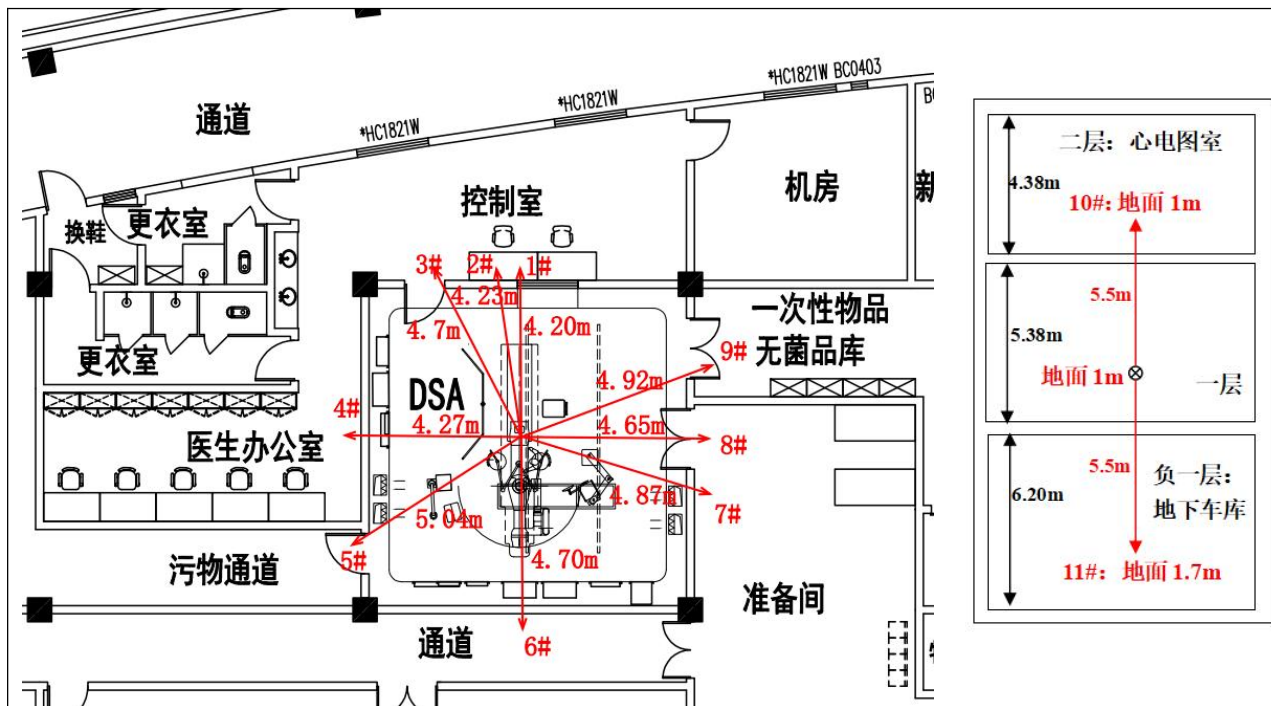 *HC1821W BC0403
*HC1821W
*HC1821W
通道
控制室
机房
新
换鞋
更衣室
3#
2#
1#
4.23m
4.7m
4.20m
一次性物品
无菌品库
9#
更衣室
DSA
4.92m
4#
4.27m
4.65m
8#
医生办公室
4.87m
7#
5.04m
5#
4.70m
污物通道
准备间
通道
6#
二层：心电图室
4.38m
10#: 地面 1m
5.5m
5.38m
地面 1m
一层
5.5m
6.20m
负一层：
地下车库
11#: 地面 1.7m